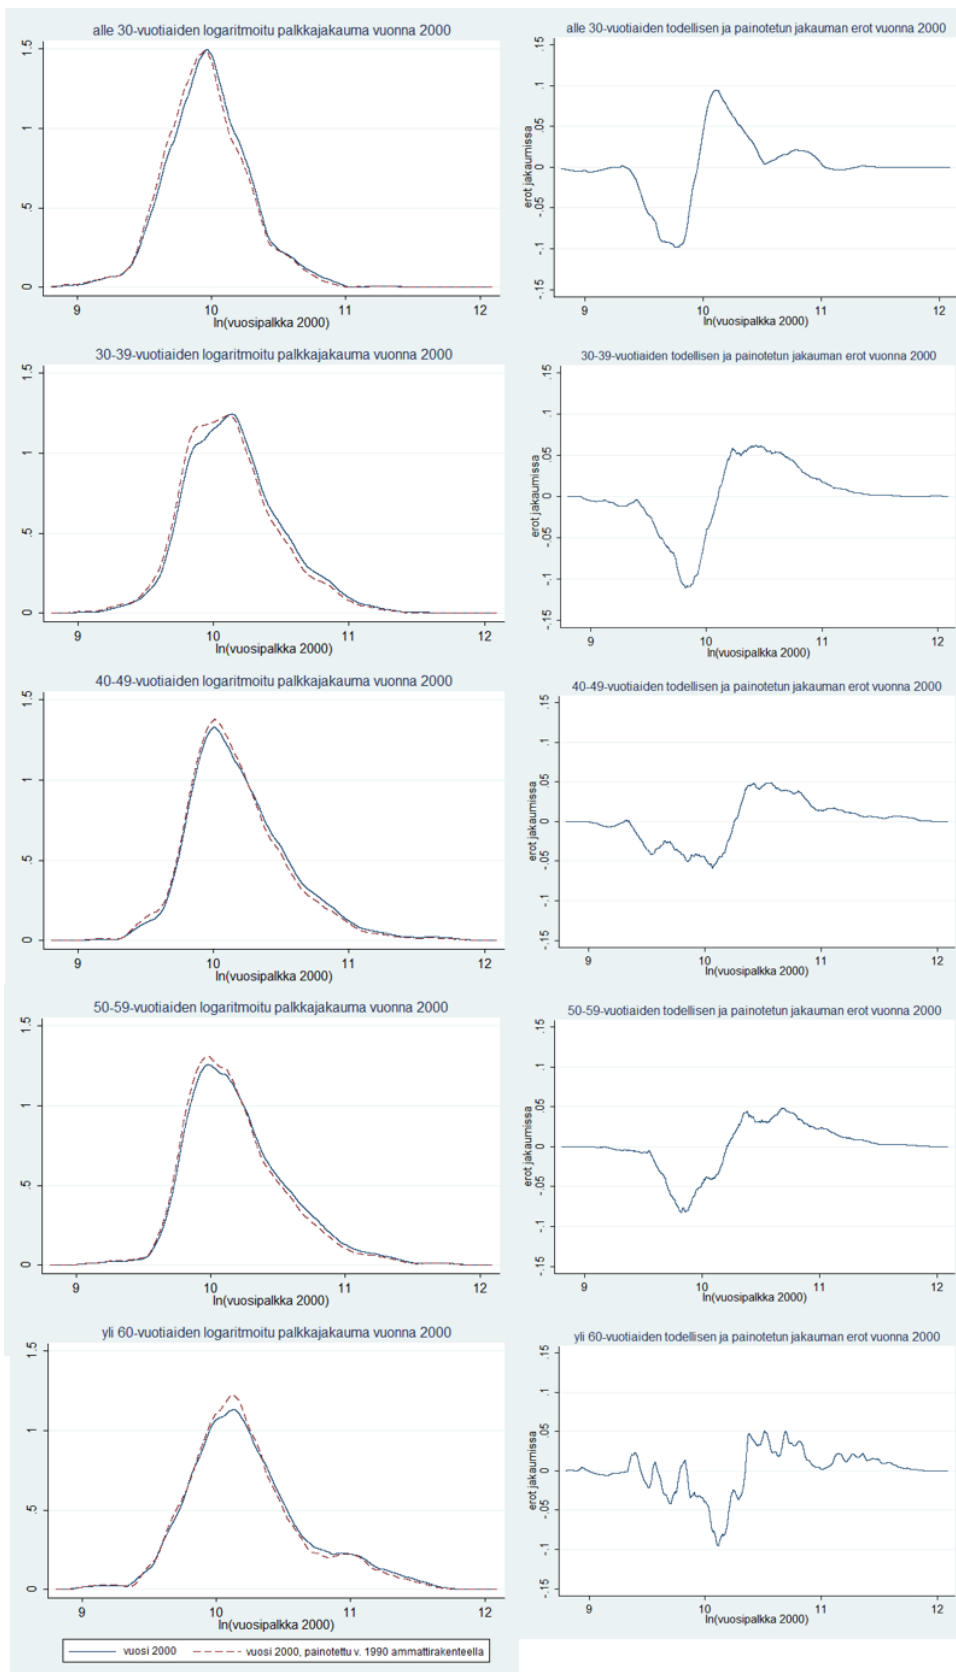 alle 30-vuotiaiden logaritmoitu palkkajakauma vuonna 2000
1.5
1
.5
0
9 10 11 12
ln(vuosipalkka 2000)
alle 30-vuotiaiden todellisen ja painotetun jakauman erot vuonna 2000
erot jakaumissa
.15
.1
.05
0
-.05
-.1
-.15
9 10 11 12
ln(vuosipalkka 2000)
30-39-vuotiaiden logaritmoitu palkkajakauma vuonna 2000
1.5
1
.5
0
9 10 11 12
ln(vuosipalkka 2000)
30-39-vuotiaiden todellisen ja painotetun jakauman erot vuonna 2000
erot jakaumissa
.15
.1
.05
0
-.05
-.1
-.15
9 10 11 12
ln(vuosipalkka 2000)
40-49-vuotiaiden logaritmoitu palkkajakauma vuonna 2000
1.5
1
.5
0
9 10 11 12
ln(vuosipalkka 2000)
40-49-vuotiaiden todellisen ja painotetun jakauman erot vuonna 2000
erot jakaumissa
.15
.1
.05
0
-.05
-.1
-.15
9 10 11 12
ln(vuosipalkka 2000)
50-59-vuotiaiden logaritmoitu palkkajakauma vuonna 2000
1.5
1
.5
0
9 10 11 12
ln(vuosipalkka 2000)
50-59-vuotiaiden todellisen ja painotetun jakauman erot vuonna 2000
erot jakaumissa
.15
.1
.05
0
-.05
-.1
-.15
9 10 11 12
ln(vuosipalkka 2000)
yli 60-vuotiaiden logaritmoitu palkkajakauma vuonna 2000
1.5
1
.5
0
9 10 11 12
ln(vuosipalkka 2000)
yli 60-vuotiaiden todellisen ja painotetun jakauman erot vuonna 2000
erot jakaumissa
.15
.1
.05
0
-.05
-.1
-.15
9 10 11 12
ln(vuosipalkka 2000)
vuosi 2000 vuosi 2000, painotettu v. 1990 ammattirakenteella